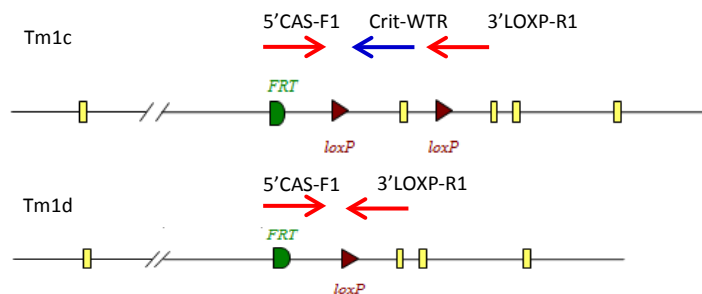 5'CAS-F1 Crit-WTR 3'LOXP-R1
Tm1c
FRT
loxP loxP
5'CAS-F1 3'LOXP-R1
Tm1d
FRT
loxP